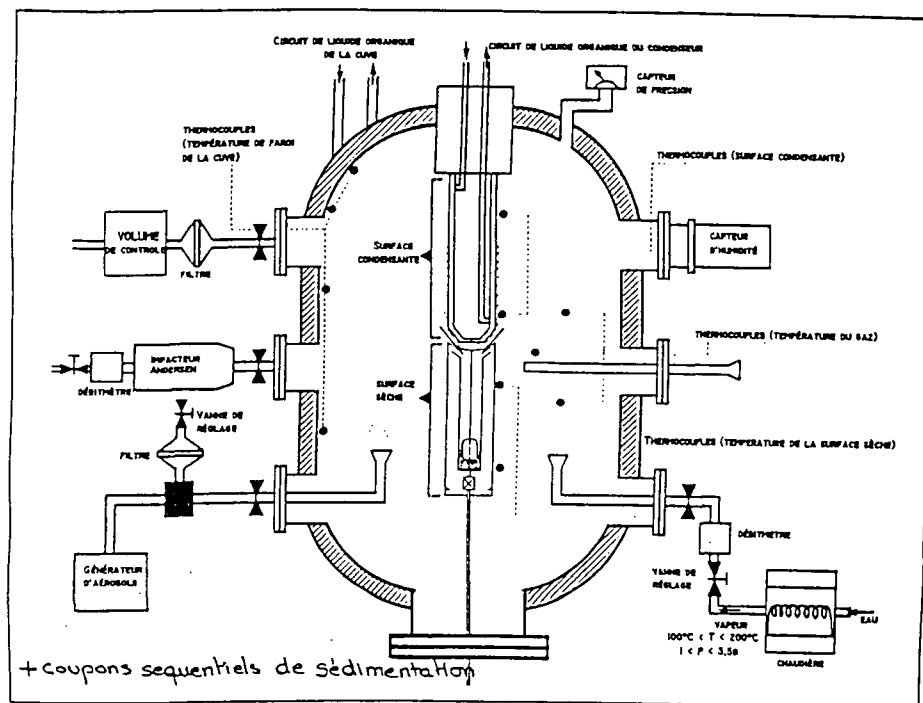 CIRCUIT DE LIQUIDE ORGANIQUE
DE LA CUVE
CIRCUIT DE LIQUIDE ORGANIQUE DU CONDENSEUR
CAPTEUR
DE PRESSION
THERMOCOUPLES
(TEMPÉRATURE DE PAROI
DE LA CUVE)
THERMOCOUPLES (SURFACE CONDENSANTE)
VOLUME
DE CONTROLE
FILTRE
SURFACE
CONDENSANTE
CAPTEUR
D'HUMIDITÉ
THERMOCOUPLES (TEMPÉRATURE DU GAZ)
IMPACTEUR
ANDERSEN
DÉBITMÈTRE
SURFACE
SÈCHE
VANNE DE
RÉGLAGE
FILTRE
THERMOCOUPLES (TEMPERATURE DE LA SURFACE SÈCHE)
DÉBITMETRE
GÉNÉRATEUR
D'AÉROSOLS
VANNE DE
RÉGLAGE
EAU
VAPEUR
100°C < T < 200°C
1 < P < 3,5B
CHAUDIÈRE
+ coupons sequentiels de sédimentation